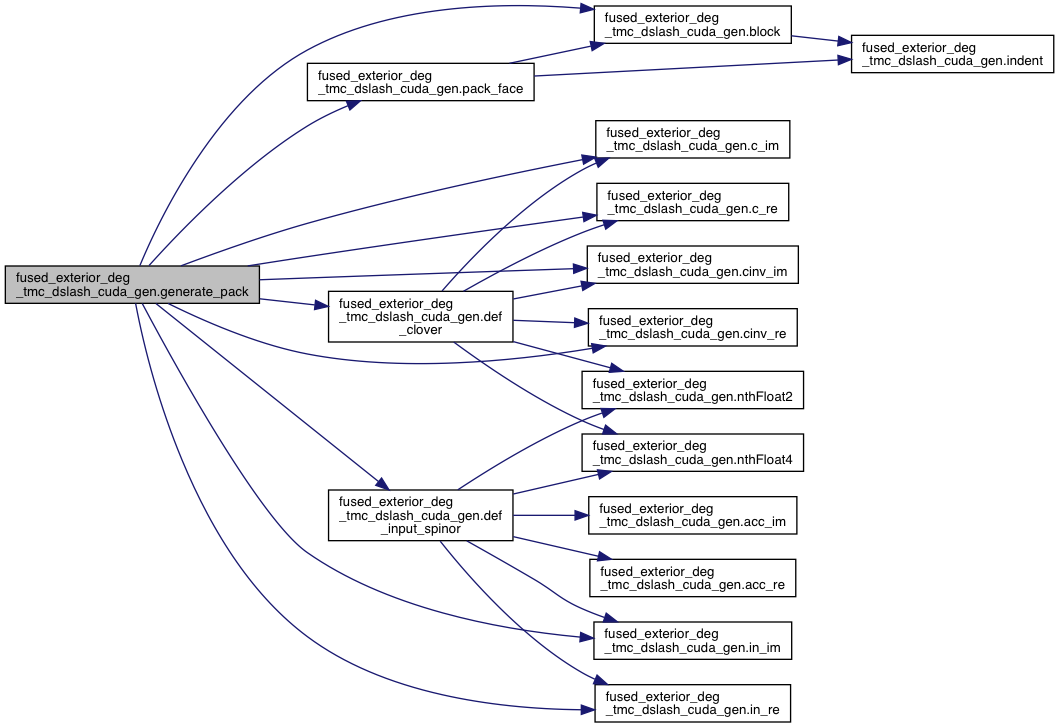 fused_exterior_deg
_tmc_dslash_cuda_gen.block
fused_exterior_deg
_tmc_dslash_cuda_gen.indent
fused_exterior_deg
_tmc_dslash_cuda_gen.pack_face
fused_exterior_deg
_tmc_dslash_cuda_gen.c_im
fused_exterior_deg
_tmc_dslash_cuda_gen.c_re
fused_exterior_deg
_tmc_dslash_cuda_gen.cinv_im
fused_exterior_deg
_tmc_dslash_cuda_gen.generate_pack
fused_exterior_deg
_tmc_dslash_cuda_gen.def
_clover
fused_exterior_deg
_tmc_dslash_cuda_gen.cinv_re
fused_exterior_deg
_tmc_dslash_cuda_gen.nthFloat2
fused_exterior_deg
_tmc_dslash_cuda_gen.nthFloat4
fused_exterior_deg
_tmc_dslash_cuda_gen.def
_input_spinor
fused_exterior_deg
_tmc_dslash_cuda_gen.acc_im
fused_exterior_deg
_tmc_dslash_cuda_gen.acc_re
fused_exterior_deg
_tmc_dslash_cuda_gen.in_im
fused_exterior_deg
_tmc_dslash_cuda_gen.in_re